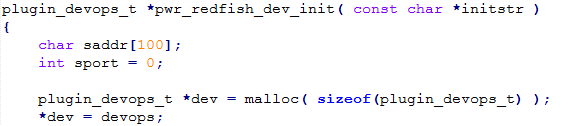 plugin_devops_t *pwr_redfish_dev_init( const char *initstr )
{
    char saddr[100];
    int sport = 0;

    plugin_devops_t *dev = malloc( sizeof(plugin_devops_t) );
    *dev = devops;